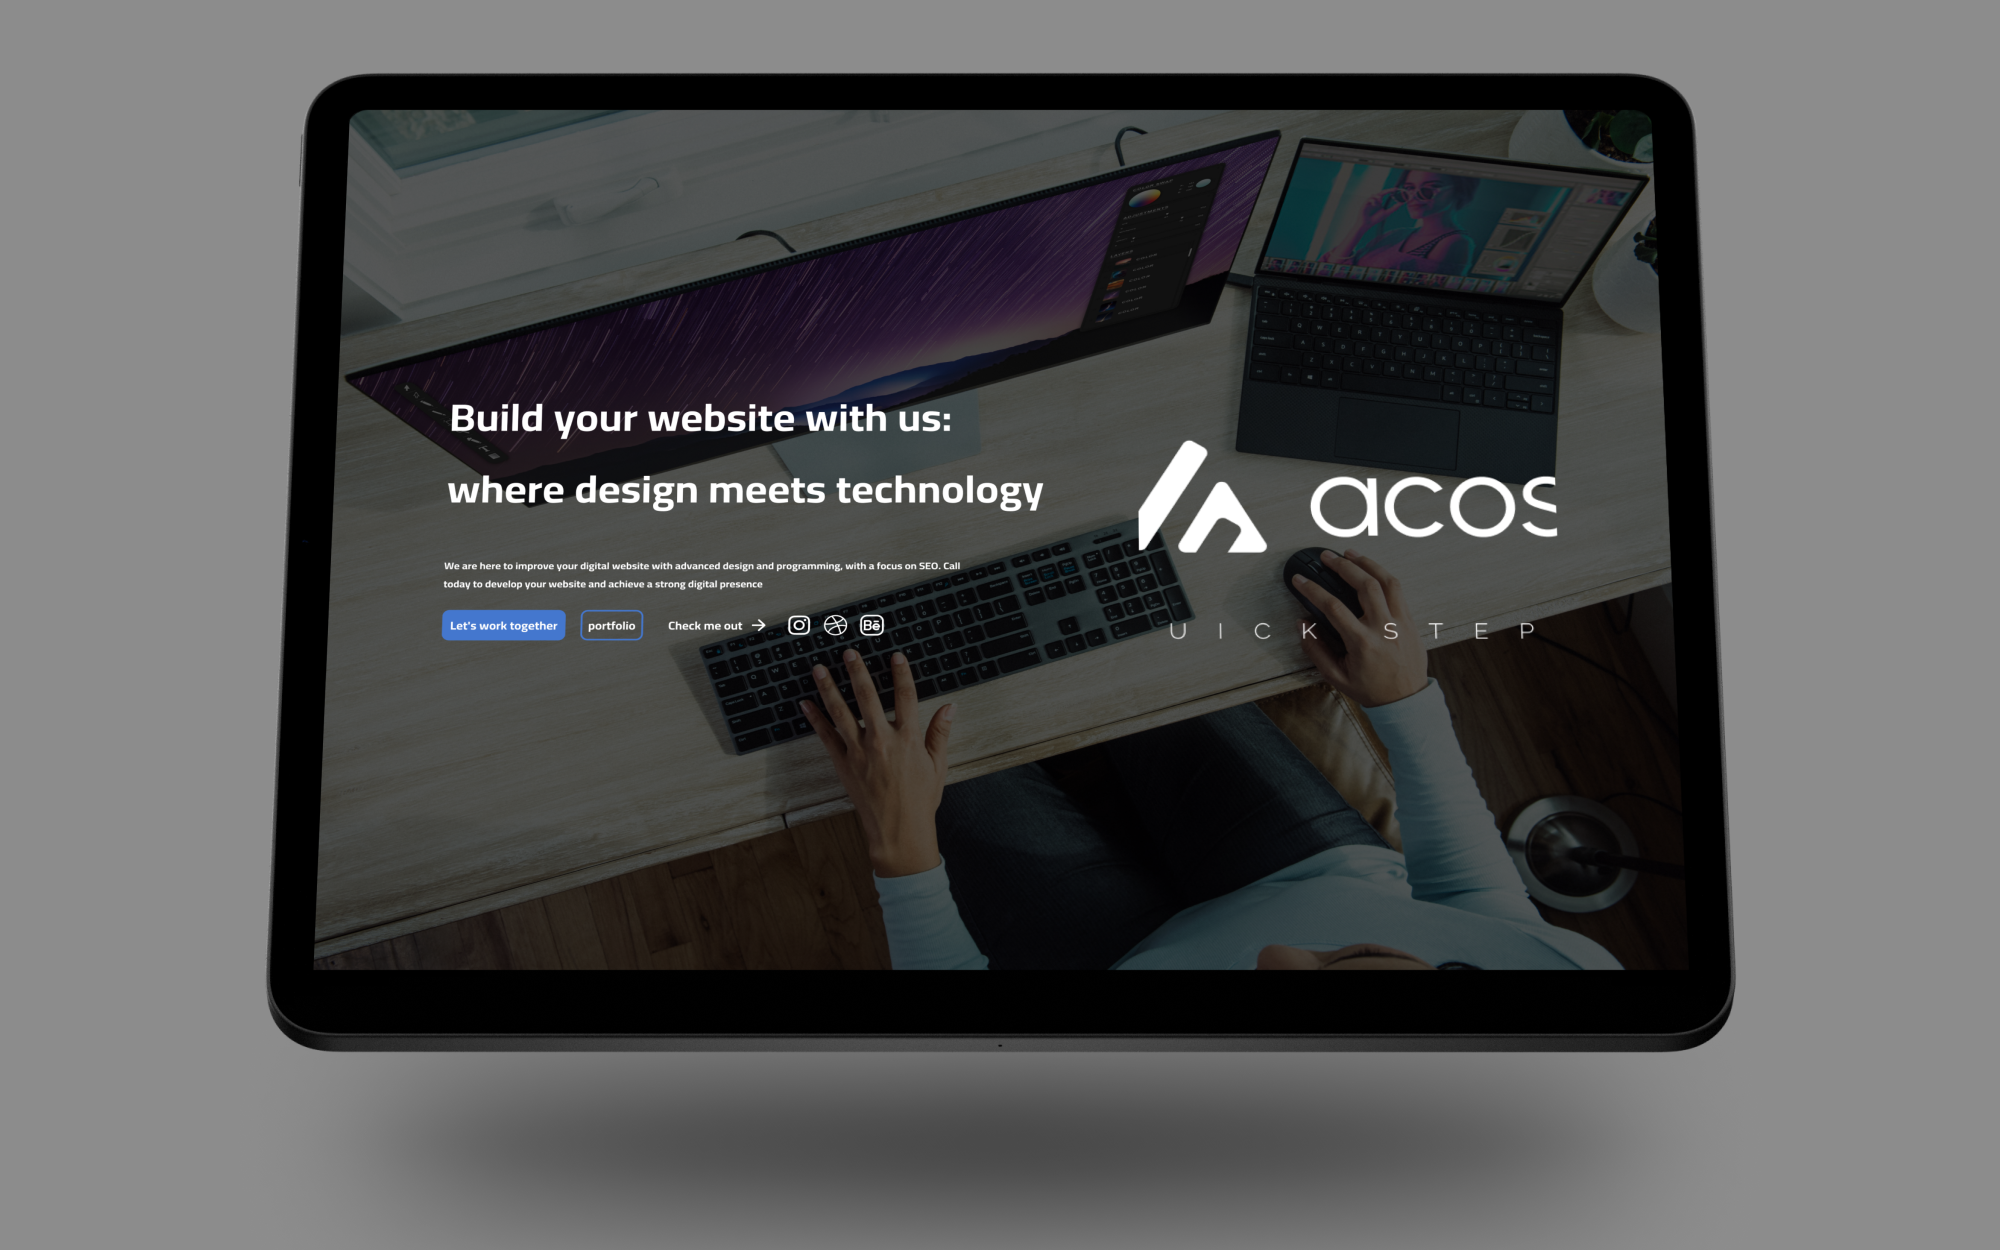 Build your website with us:
where design meets technology
We are here to improve your digital website with advanced design and programming, with a focus on SEO. Call
today to develop your website and achieve a strong digital presence
Let's work together
portfolio
Check me out
acos
UICK STEP